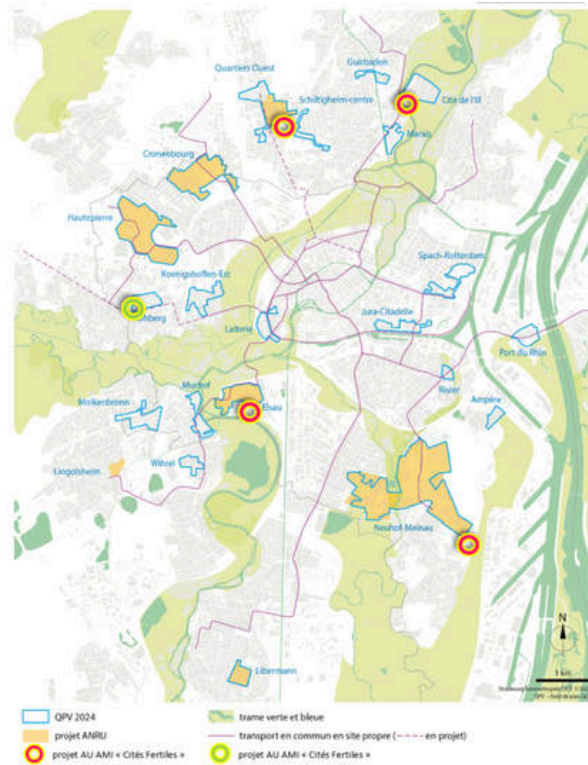 Quartiers Ouest
Guirbaden
Schiltigheim-centre
Cité de l'Ill
Marais
Cronenbourg
Hautepierre
Koenigshoffen-Est
Spach-Rotterdam
Laiterie
Jura-Citadelle
Port du Rhin
Murhof
Molkenbronn
Elsau
Ampère
Lingolsheim
Wihrel
Neuhof-Meinau
Libermann
N
1 km
QPV 2024
trame verte et bleue
projet ANRU
transport en commun en site propre ( en projet)
projet AU AMI « Cités Fertiles »
projet AU AMI « Cités Fertiles »